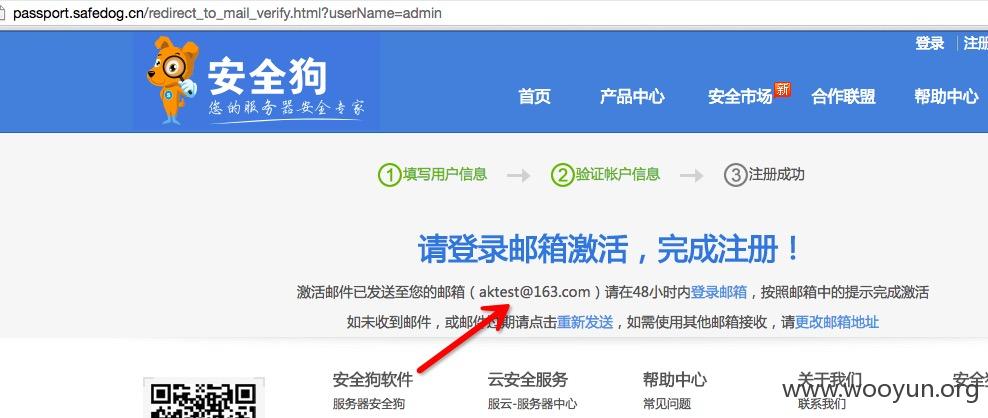 passport.safedog.cn/redirect_to_mail_verify.html?userName=admin
登录 注册
安全狗
您的服务器安全专家
首页 产品中心 安全市场 新 合作联盟 帮助中心
1 填写用户信息 2 验证帐户信息 3 注册成功
请登录邮箱激活，完成注册！
激活邮件已发送至您的邮箱（aktest@163.com）请在48小时内登录邮箱，按照邮箱中的提示完成激活
如未收到邮件，或邮件过期请点击重新发送，如需使用其他邮箱接收，请更改邮箱地址
安全狗软件 云安全服务 帮助中心 关于我们 安全
服务器安全狗 服云-服务器中心 常见问题 联系我们
www.wooyun.org